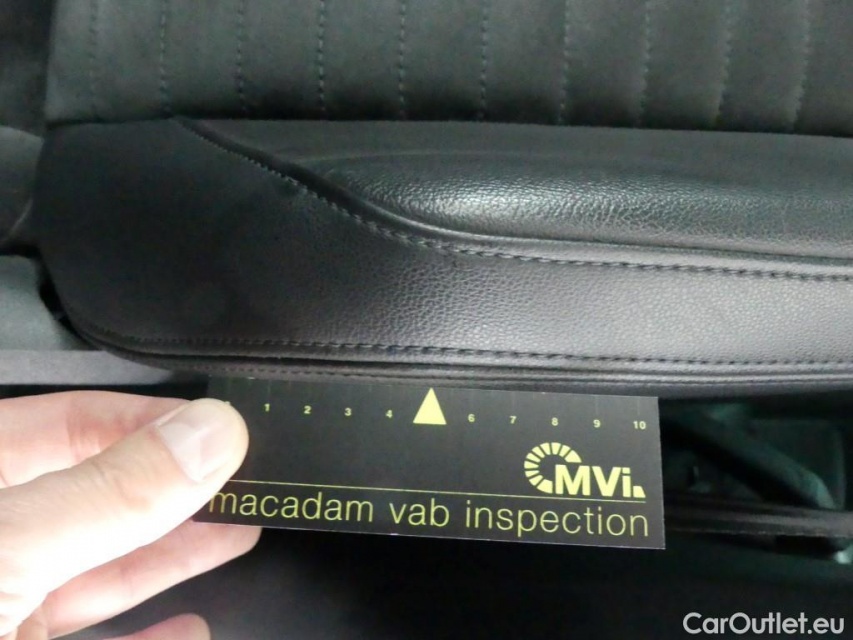 1 2 3 4 6 7 8 9 10
MVi.
macadam vab inspection
CarOutlet.eu